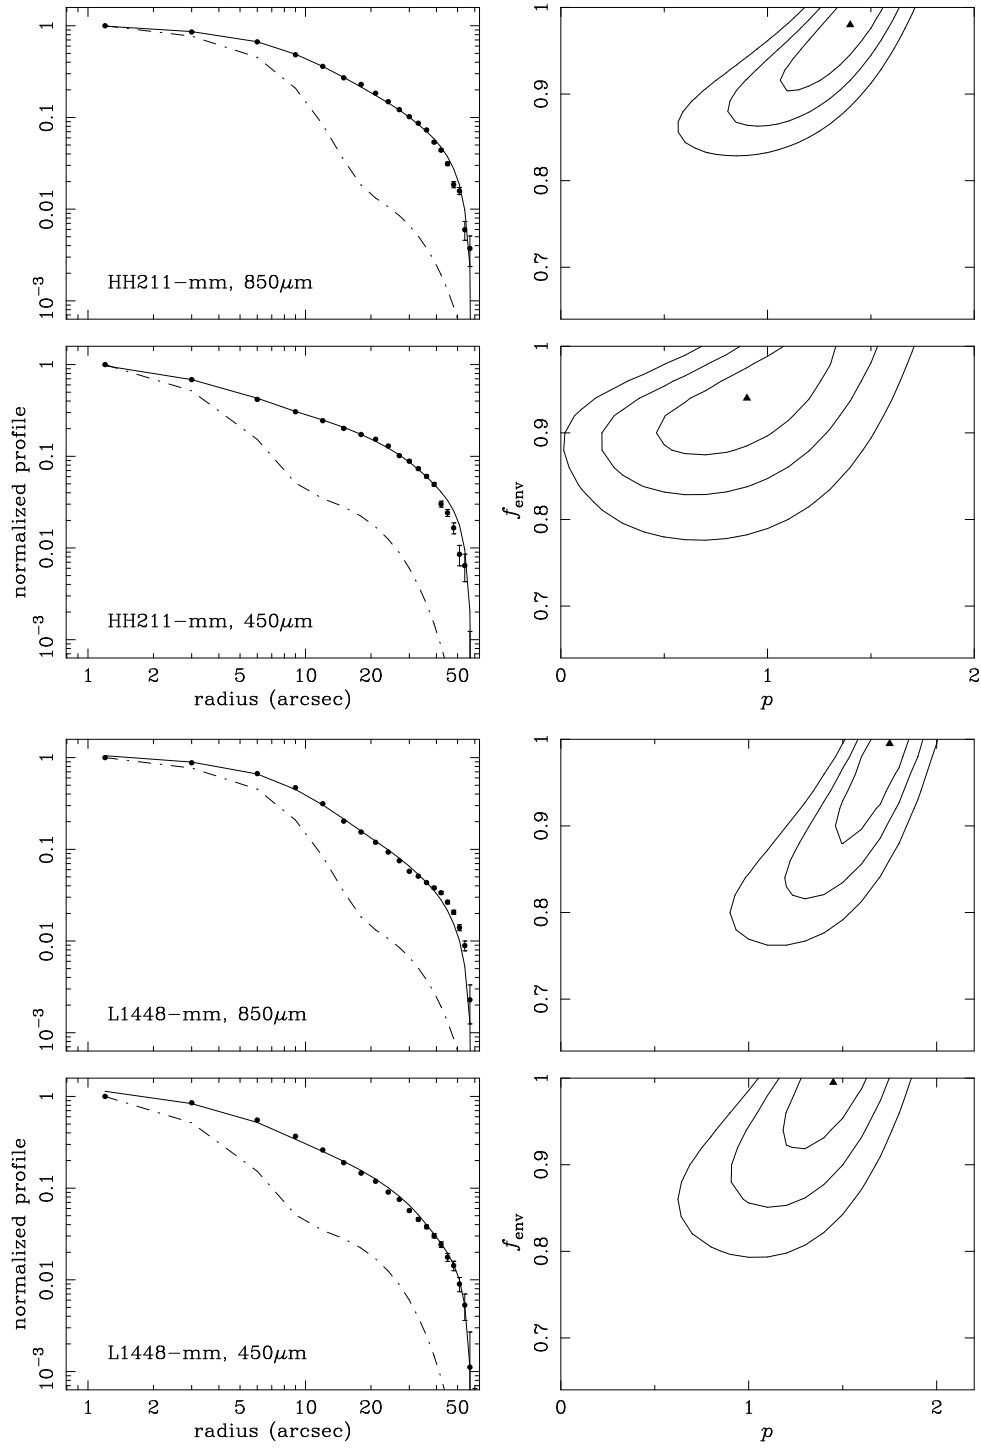 1
0.1
0.01
10⁻³
HH211−mm, 850μm
0.9
0.8
0.7
1
0.1
0.01
10⁻³
normalized profile
HH211−mm, 450μm
1 2 5 10 20 50
radius (arcsec)
1
0.9
0.8
0.7
f_env
0 1 2
p
1
0.1
0.01
10⁻³
L1448−mm, 850μm
1
0.9
0.8
0.7
1
0.1
0.01
10⁻³
normalized profile
L1448−mm, 450μm
1 2 5 10 20 50
radius (arcsec)
1
0.9
0.8
0.7
f_env
0 1 2
p